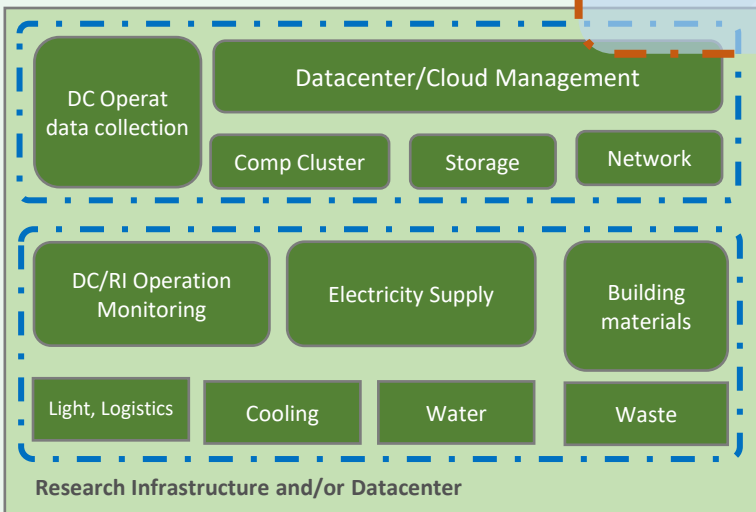 DC Operat
data collection
Datacenter/Cloud Management
Comp Cluster
Storage
Network
DC/RI Operation
Monitoring
Electricity Supply
Building
materials
Light, Logistics
Cooling
Water
Waste
Research Infrastructure and/or Datacenter